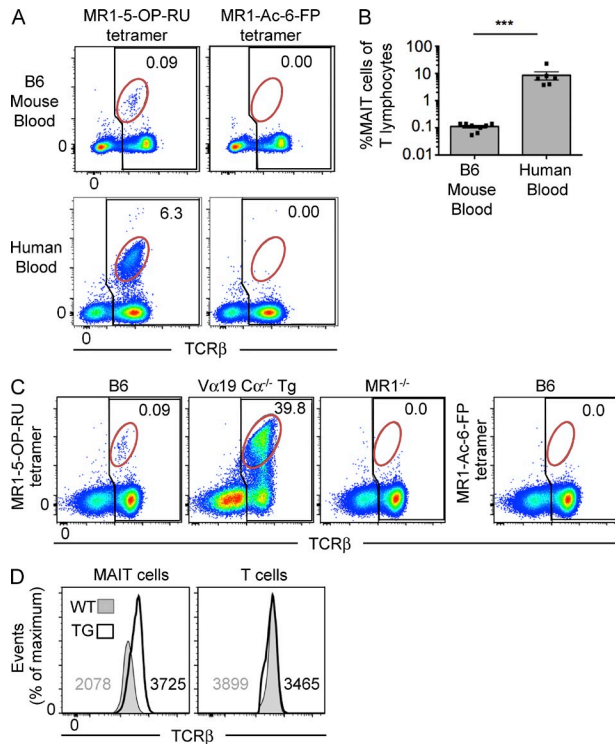 A
MR1-5-OP-RU tetramer
MR1-Ac-6-FP tetramer
B6 Mouse Blood
0.09
0.00
0
0
Human Blood
6.3
0.00
0
0
TCRβ
B
***
%MAIT cells of
T lymphocytes
100
10
1
0.1
0.01
B6
Mouse
Blood
Human
Blood
C
B6
Vα19 Cα-/- Tg
MR1-/-
B6
MR1-5-OP-RU
tetramer
0.09
39.8
0.0
MR1-Ac-6-FP
tetramer
0.0
0
0
TCRβ
TCRβ
D
MAIT cells
T cells
Events
(% of maximum)
WT
TG
2078
3725
3899
3465
0
0
TCRβ